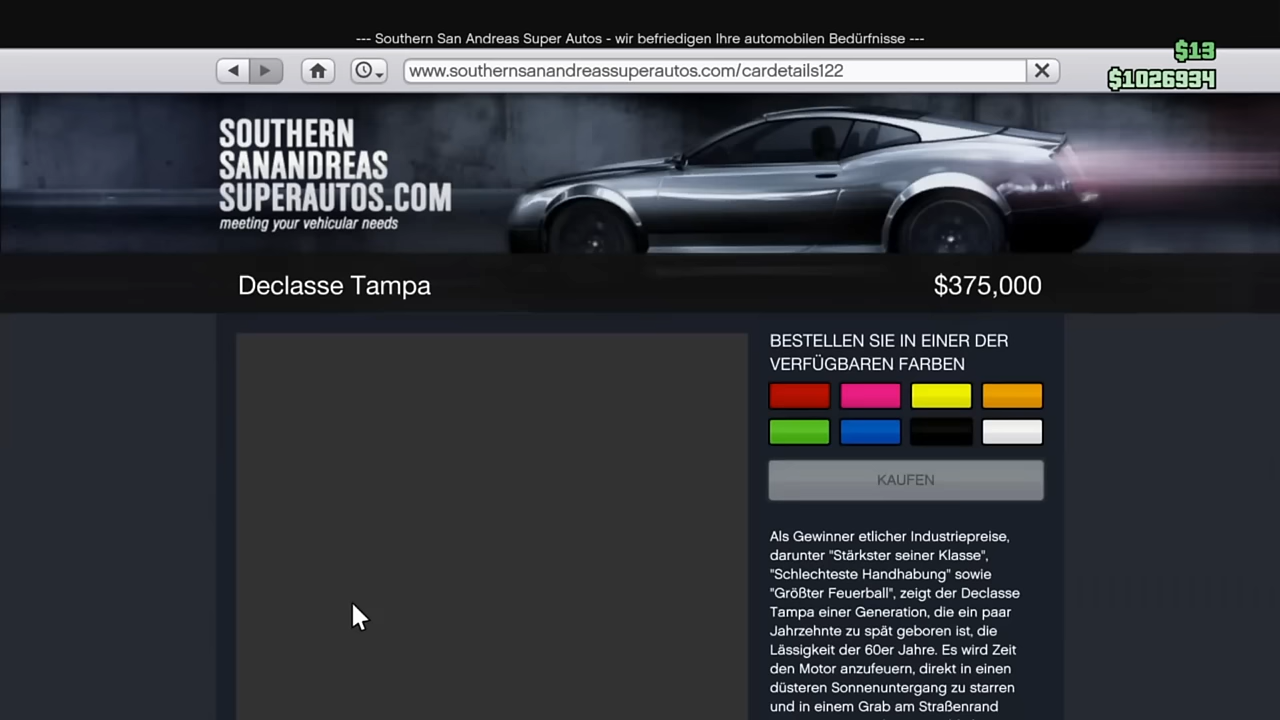 --- Southern San Andreas Super Autos - wir befriedigen Ihre automobilen Bedürfnisse ---
$13
www.southernsanandreassuperautos.com/cardetails122
$1026934
SOUTHERN
SANANDREAS
SUPERAUTOS.COM
meeting your vehicular needs
Declasse Tampa
$375,000
BESTELLEN SIE IN EINER DER
VERFÜGBAREN FARBEN
KAUFEN
Als Gewinner etlicher Industriepreise,
darunter "Stärkster seiner Klasse",
"Schlechteste Handhabung" sowie
"Größter Feuerball", zeigt der Declasse
Tampa einer Generation, die ein paar
Jahrzehnte zu spät geboren ist, die
Lässigkeit der 60er Jahre. Es wird Zeit
den Motor anzufeuern, direkt in einen
düsteren Sonnenuntergang zu starren
und in einem Grab am Straßenrand